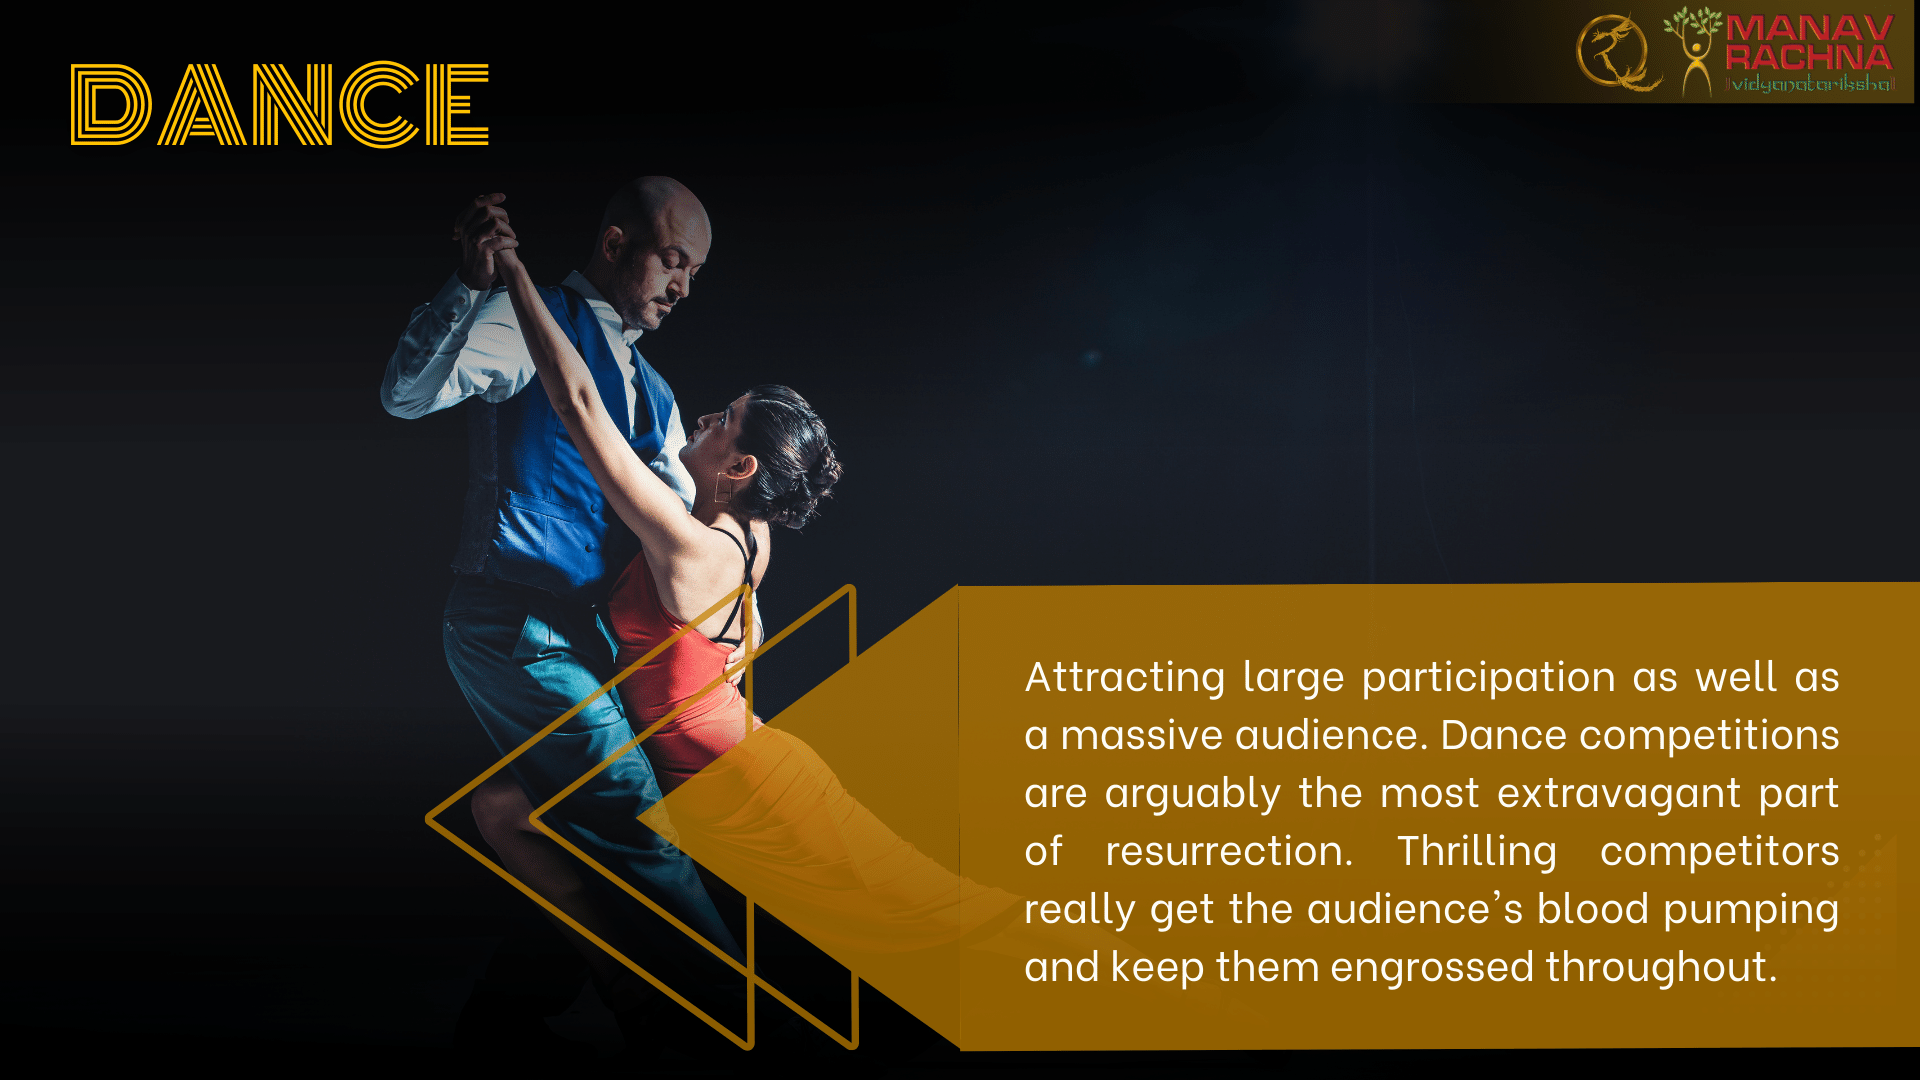 DANCE
MANAV
RACHNA
vidyanatariksha
Attracting large participation as well as
a massive audience. Dance competitions
are arguably the most extravagant part
of resurrection. Thrilling competitors
really get the audience's blood pumping
and keep them engrossed throughout.